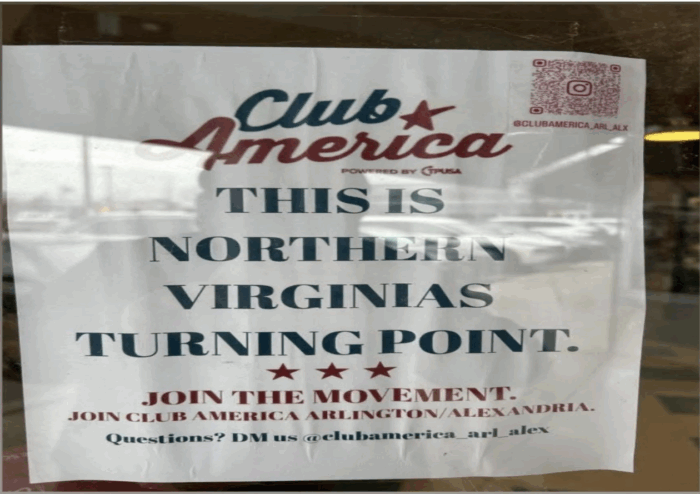 Club
America
POWERED BY TPUSA
@CLUBAMERICA_ARL_ALX
THIS IS
NORTHERN
VIRGINIAS
TURNING POINT.
JOIN THE MOVEMENT.
JOIN CLUB AMERICA ARLINGTON/ALEXANDRIA.
Questions? DM us @clubamerica_arl_alex